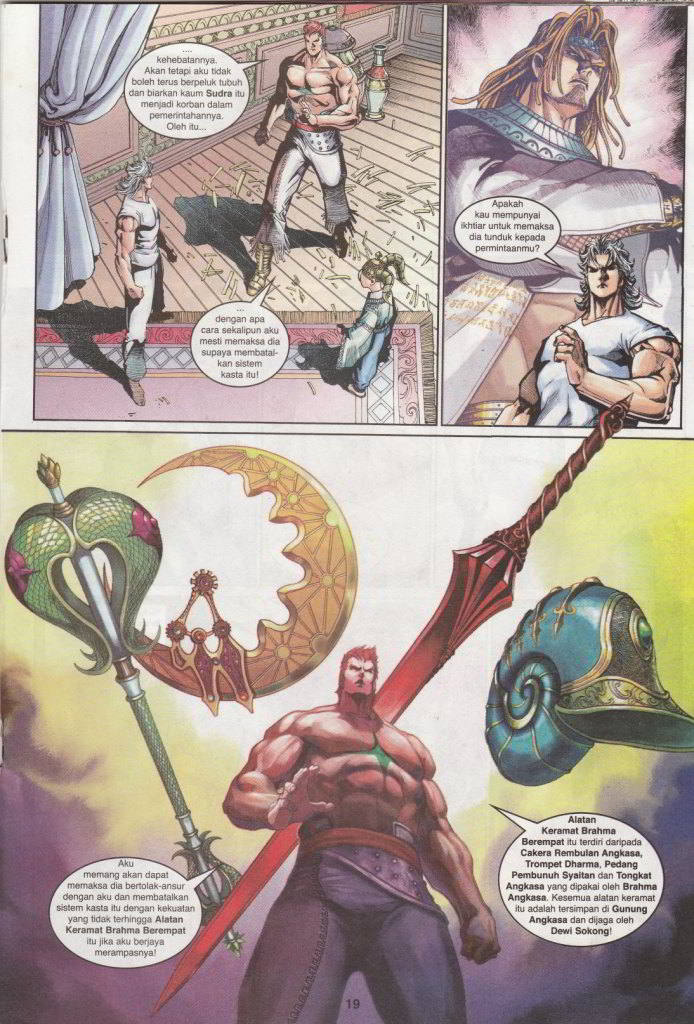 ....
kehebatannya.
Akan tetapi aku tidak
boleh terus berpeluk tubuh
dan biarkan kaum Sudra itu
menjadi korban dalam
pemerintahannya.
Oleh itu...
...
dengan apa
cara sekalipun aku
mesti memaksa dia
supaya membatal-
kan sistem
kasta itu!
Apakah
kau mempunyai
ikhtiar untuk memaksa
dia tunduk kepada
permintaanmu?
Aku
memang akan dapat
memaksa dia bertolak-ansur
dengan aku dan membatalkan
sistem kasta itu dengan kekuatan
yang tidak terhingga Alatan
Keramat Brahma Berempat
itu jika aku berjaya
merampasnya!
Alatan
Keramat Brahma
Berempat itu terdiri daripada
Cakera Rembulan Angkasa,
Trompet Dharma, Pedang
Pembunuh Syaitan dan Tongkat
Angkasa yang dipakai oleh Brahma
Angkasa. Kesemua alatan keramat
itu adalah tersimpan di Gunung
Angkasa dan dijaga oleh
Dewi Sokong!
19